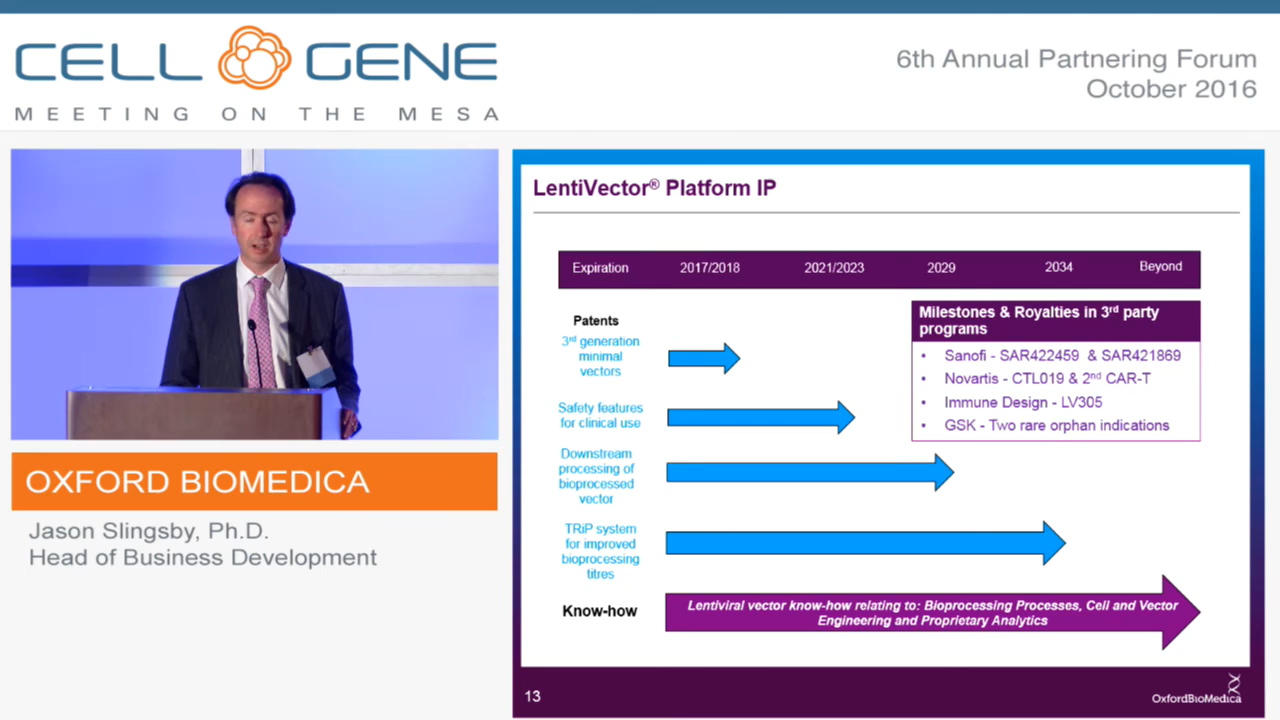 CELL GENE
MEETING ON THE MESA
6th Annual Partnering Forum
October 2016
OXFORD BIOMEDICA
Jason Slingsby, Ph.D.
Head of Business Development
LentiVector® Platform IP
Expiration 2017/2018 2021/2023 2029 2034 Beyond
Patents
3rd generation
minimal
vectors
Safety features
for clinical use
Downstream
processing of
bioprocessed
vector
TRiP system
for improved
bioprocessing
titres
Know-how
Milestones & Royalties in 3rd party
programs
• Sanofi - SAR422459 & SAR421869
• Novartis - CTL019 & 2nd CAR-T
• Immune Design - LV305
• GSK - Two rare orphan indications
Lentiviral vector know-how relating to: Bioprocessing Processes, Cell and Vector
Engineering and Proprietary Analytics
13
OxfordBioMedica